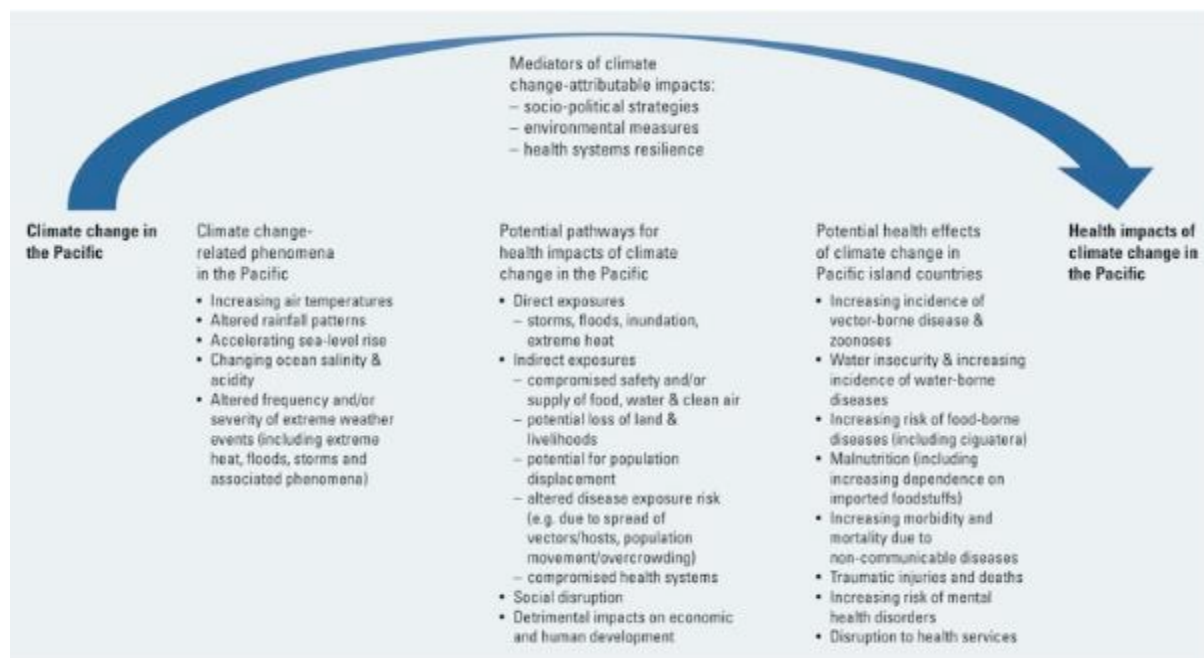 Mediators of climate
change-attributable impacts:
– socio-political strategies
– environmental measures
– health systems resilience
Climate change in
the Pacific
Climate change-
related phenomena
in the Pacific
• Increasing air temperatures
• Altered rainfall patterns
• Accelerating sea-level rise
• Changing ocean salinity &
acidity
• Altered frequency and/or
severity of extreme weather
events (including extreme
heat, floods, storms and
associated phenomena)
Potential pathways for
health impacts of climate
change in the Pacific
• Direct exposures
– storms, floods, inundation,
extreme heat
• Indirect exposures
– compromised safety and/or
supply of food, water & clean air
– potential loss of land &
livelihoods
– potential for population
displacement
– altered disease exposure risk
(e.g. due to spread of
vectors/hosts, population
movement/overcrowding)
– compromised health systems
• Social disruption
• Detrimental impacts on economic
and human development
Potential health effects
of climate change in
Pacific island countries
• Increasing incidence of
vector-borne disease &
zoonoses
• Water insecurity & increasing
incidence of water-borne
diseases
• Increasing risk of food-borne
diseases (including ciguatera)
• Malnutrition (including
increasing dependence on
imported foodstuffs)
• Increasing morbidity and
mortality due to
non-communicable diseases
• Traumatic injuries and deaths
• Increasing risk of mental
health disorders
• Disruption to health services
Health impacts of
climate change in
the Pacific